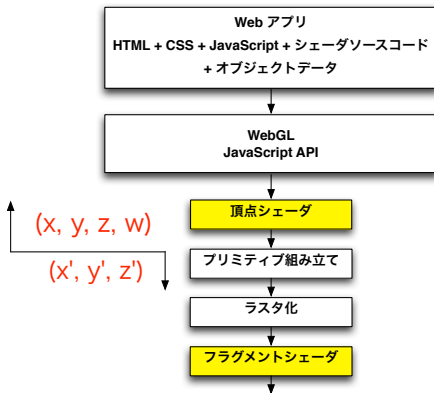 Web アプリ
HTML + CSS + JavaScript + シェーダソースコード
+ オブジェクトデータ
WebGL
JavaScript API
頂点シェーダ
(x, y, z, w)
プリミティブ組み立て
(x', y', z')
ラスタ化
フラグメントシェーダ